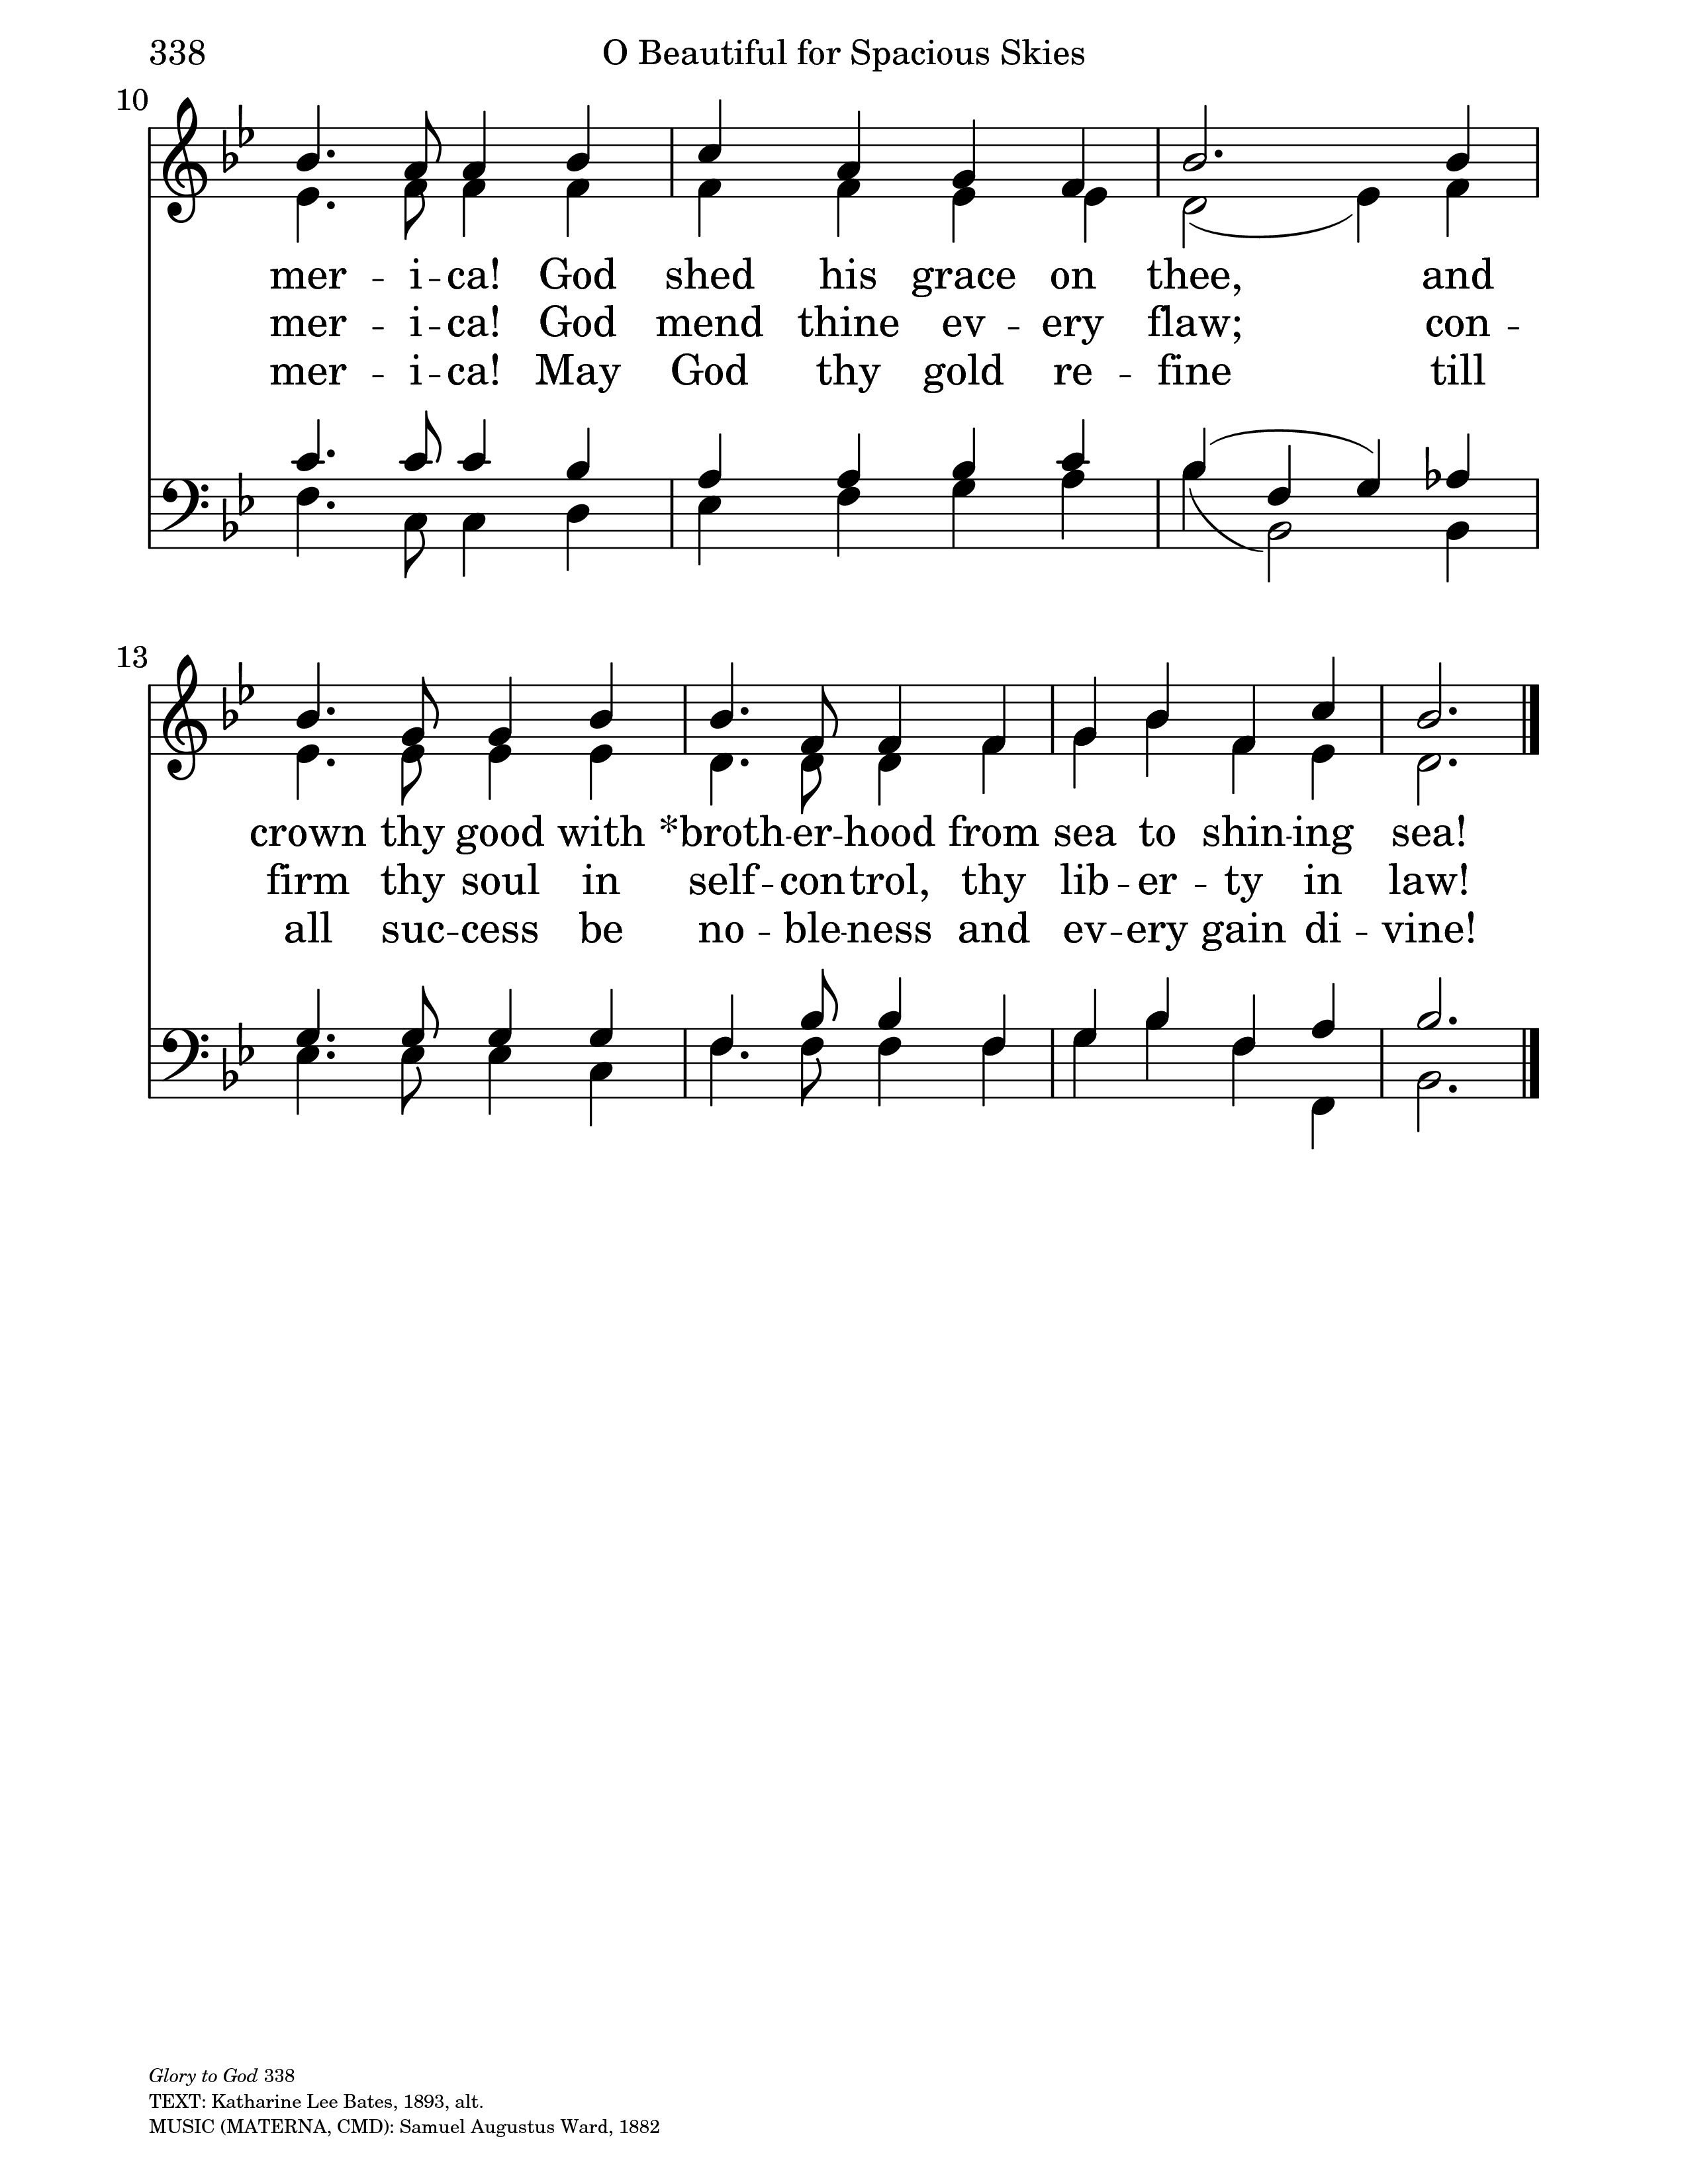 338 O Beautiful for Spacious Skies
10
mer -- i -- ca! God shed his grace on thee, and
mer -- i -- ca! God mend thine ev -- ery flaw; con --
mer -- i -- ca! May God thy gold re -- fine till
13
crown thy good with *broth -- er -- hood from sea to shin -- ing sea!
firm thy soul in self -- control, thy lib -- er -- ty in law!
all suc -- cess be no -- ble -- ness and ev -- ery gain di -- vine!
Glory to God 338
TEXT: Katharine Lee Bates, 1893, alt.
MUSIC (MATERNA, CMD): Samuel Augustus Ward, 1882